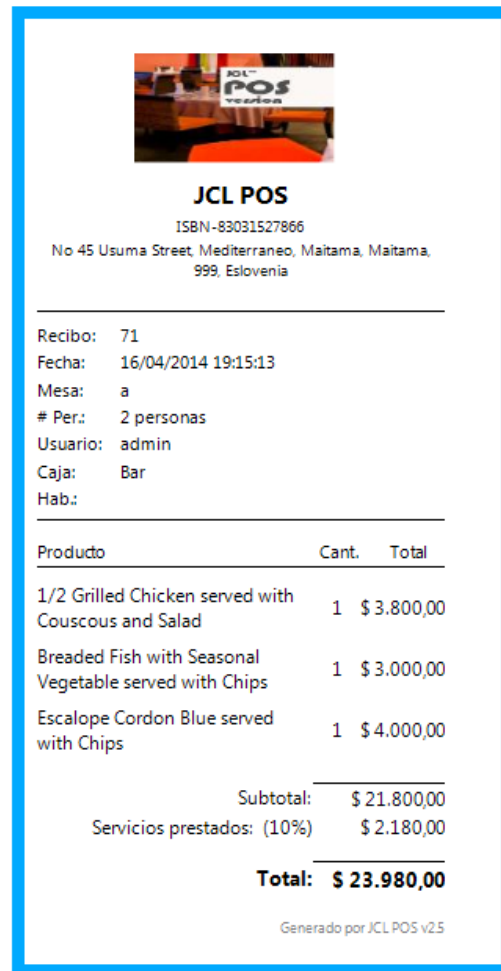 JCL™
POS
version
JCL POS
ISBN-83031527866
No 45 Usuma Street, Mediterraneo, Maitama, Maitama,
999, Eslovenia
Recibo: 71
Fecha: 16/04/2014 19:15:13
Mesa: a
# Per.: 2 personas
Usuario: admin
Caja: Bar
Hab.:
Producto Cant. Total
1/2 Grilled Chicken served with
Couscous and Salad 1 $ 3.800,00
Breaded Fish with Seasonal
Vegetable served with Chips 1 $ 3.000,00
Escalope Cordon Blue served
with Chips 1 $ 4.000,00
Subtotal: $ 21.800,00
Servicios prestados: (10%) $ 2.180,00
Total: $ 23.980,00
Generado por JCL POS v2.5